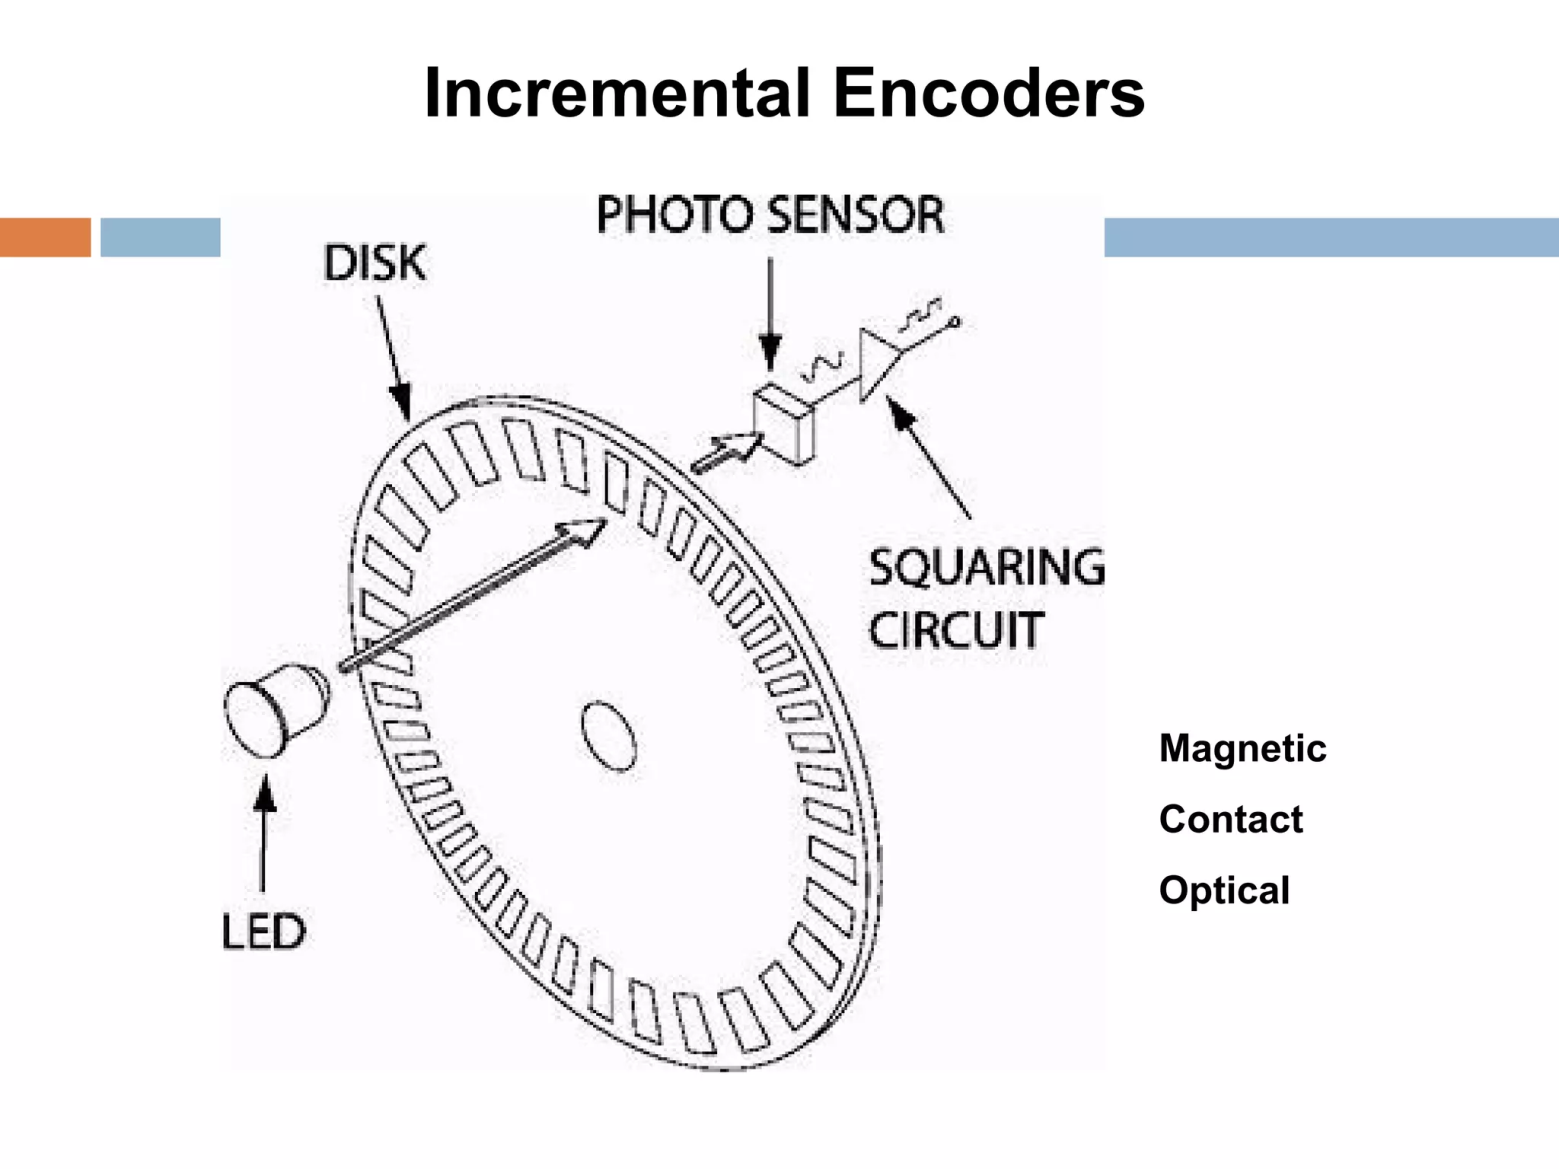 Incremental Encoders
PHOTO SENSOR
DISK
SQUARING
CIRCUIT
LED
Magnetic
Contact
Optical